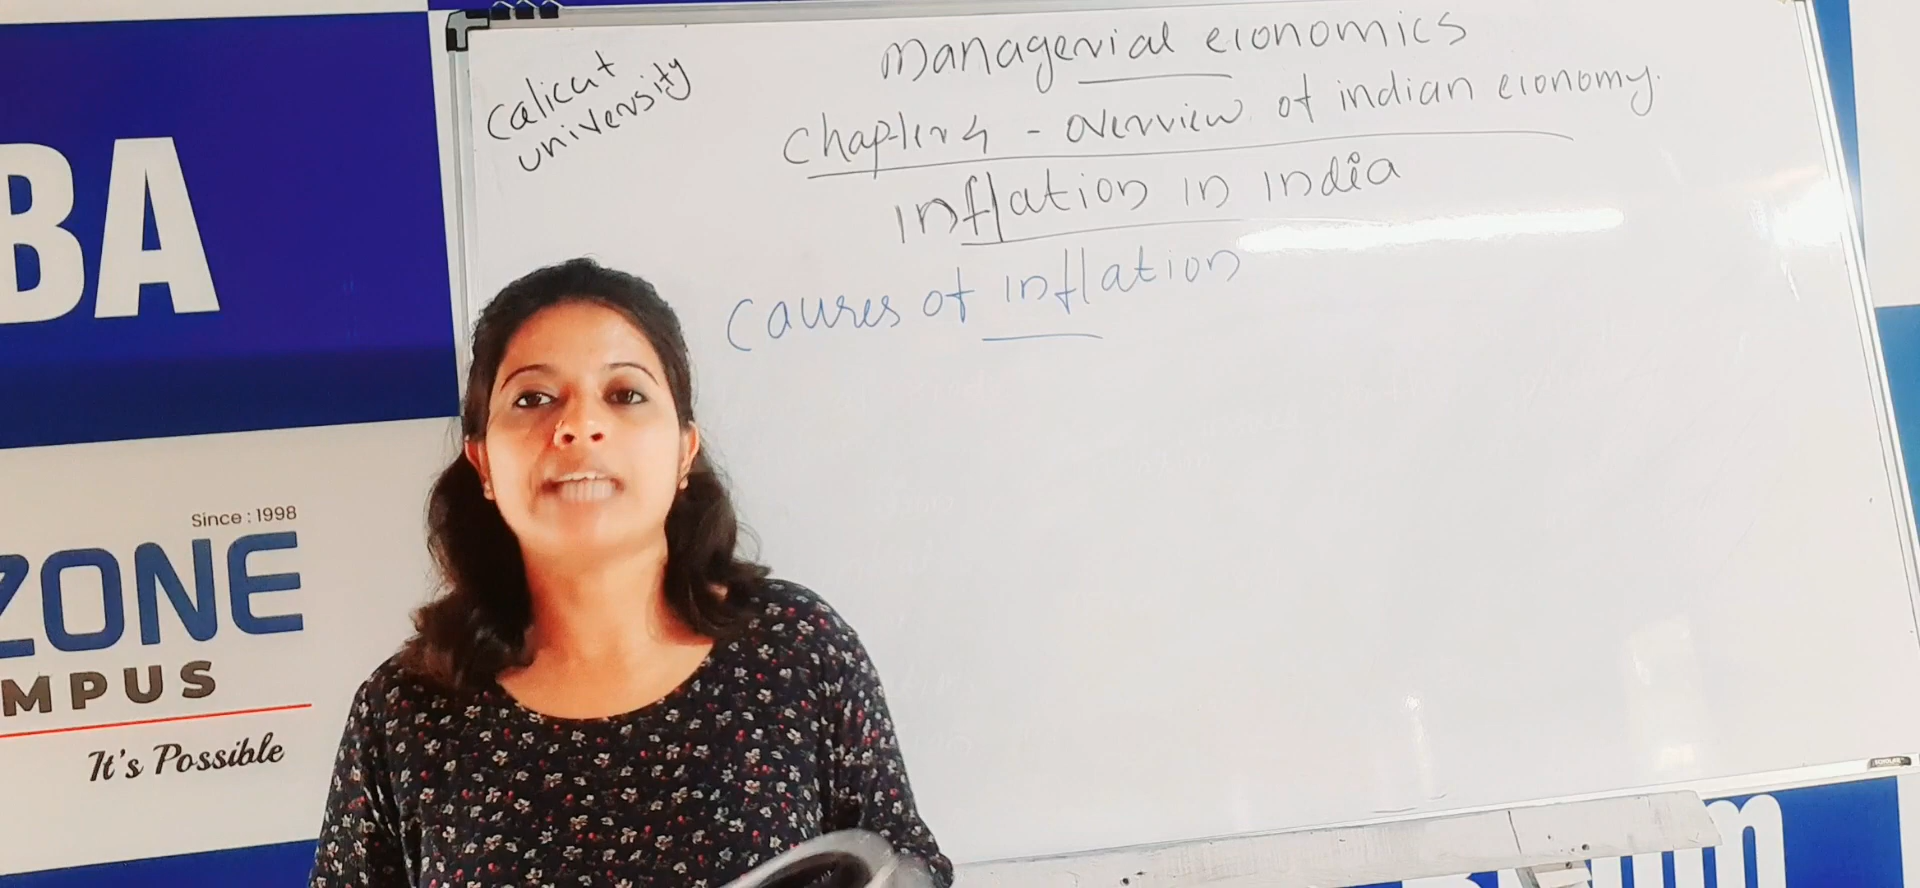 calicut
university
Managerial economics
Chapter 4 - overview of indian economy.
inflation in india
causes of inflation
BA
Since : 1998
ZONE
MPUS
It's Possible